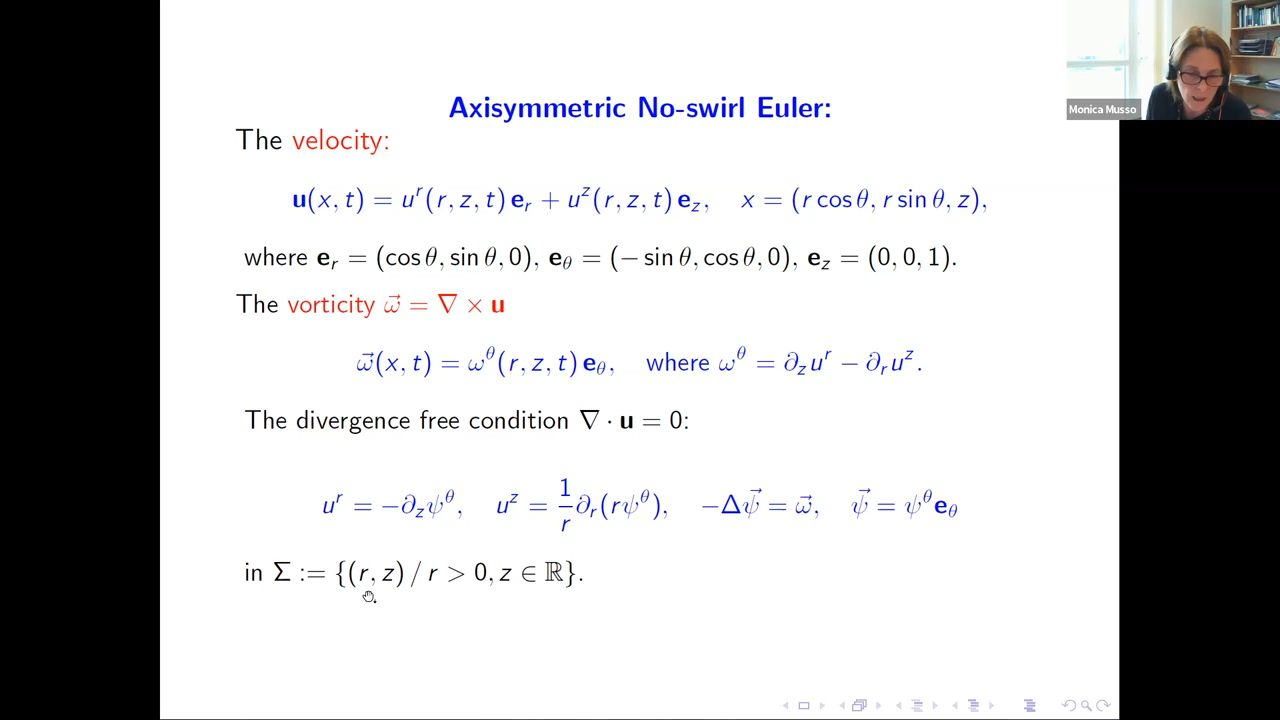 Axisymmetric No-swirl Euler:
The velocity:
u(x, t) = u^r(r, z, t) e_r + u^z(r, z, t) e_z,   x = (r cos θ, r sin θ, z),
where e_r = (cos θ, sin θ, 0), e_θ = (− sin θ, cos θ, 0), e_z = (0, 0, 1).
The vorticity ω⃗ = ∇ × u
ω⃗(x, t) = ω^θ(r, z, t) e_θ,   where ω^θ = ∂_z u^r − ∂_r u^z.
The divergence free condition ∇ · u = 0:
u^r = −∂_z ψ^θ,   u^z = \frac{1}{r} ∂_r(rψ^θ),   −Δψ⃗ = ω⃗,   ψ⃗ = ψ^θ e_θ
in Σ := {(r, z) / r > 0, z ∈ ℝ}.
Monica Musso